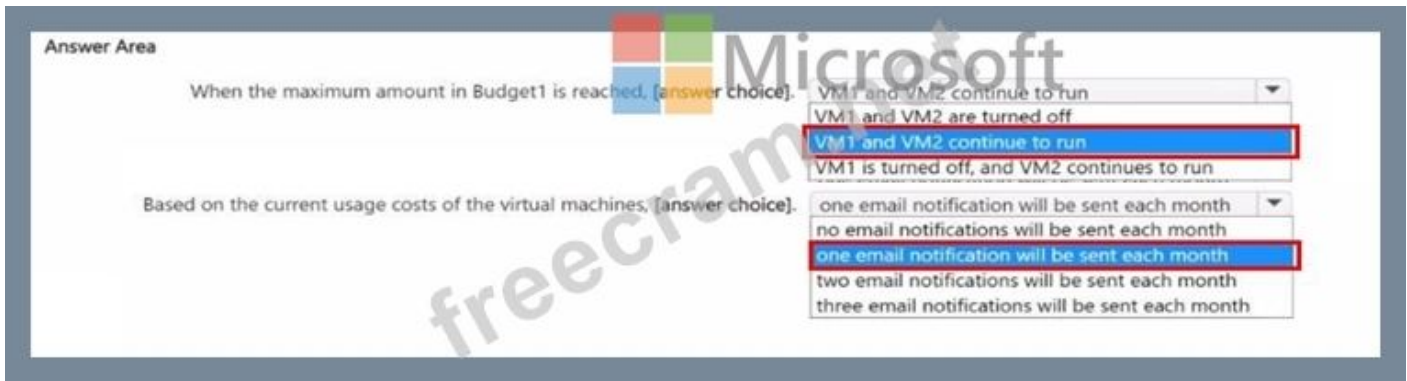 Microsoft
Answer Area
When the maximum amount in Budget1 is reached, [answer choice]. VM1 and VM2 continue to run
VM1 and VM2 are turned off
VM1 and VM2 continue to run
VM1 is turned off, and VM2 continues to run
Based on the current usage costs of the virtual machines, [answer choice]. one email notification will be sent each month
no email notifications will be sent each month
one email notification will be sent each month
two email notifications will be sent each month
three email notifications will be sent each month
freecram.net